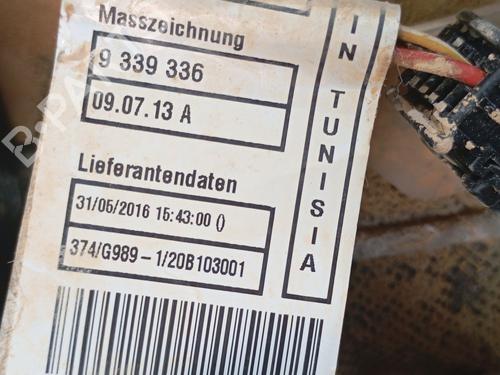 Masszeichnung
9 339 336
09.07.13 A
Lieferantendaten
31/05/2016 15:43:00 ()
374/G989-1/20B103001
IN TUNISIA
B-PARTS